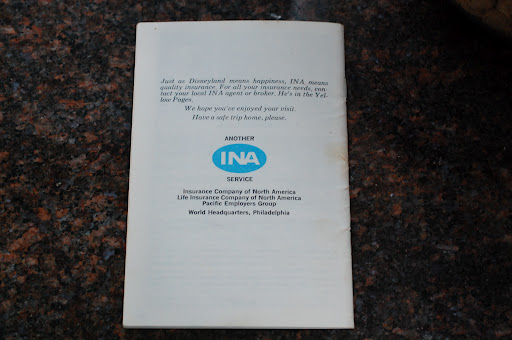 Just as Disneyland means happiness, INA means
quality insurance. For all your insurance needs, con-
tact your local INA agent or broker. He's in the Yel-
low Pages.
We hope you've enjoyed your visit.
Have a safe trip home, please.
ANOTHER
INA
SERVICE
Insurance Company of North America
Life Insurance Company of North America
Pacific Employers Group
World Headquarters, Philadelphia